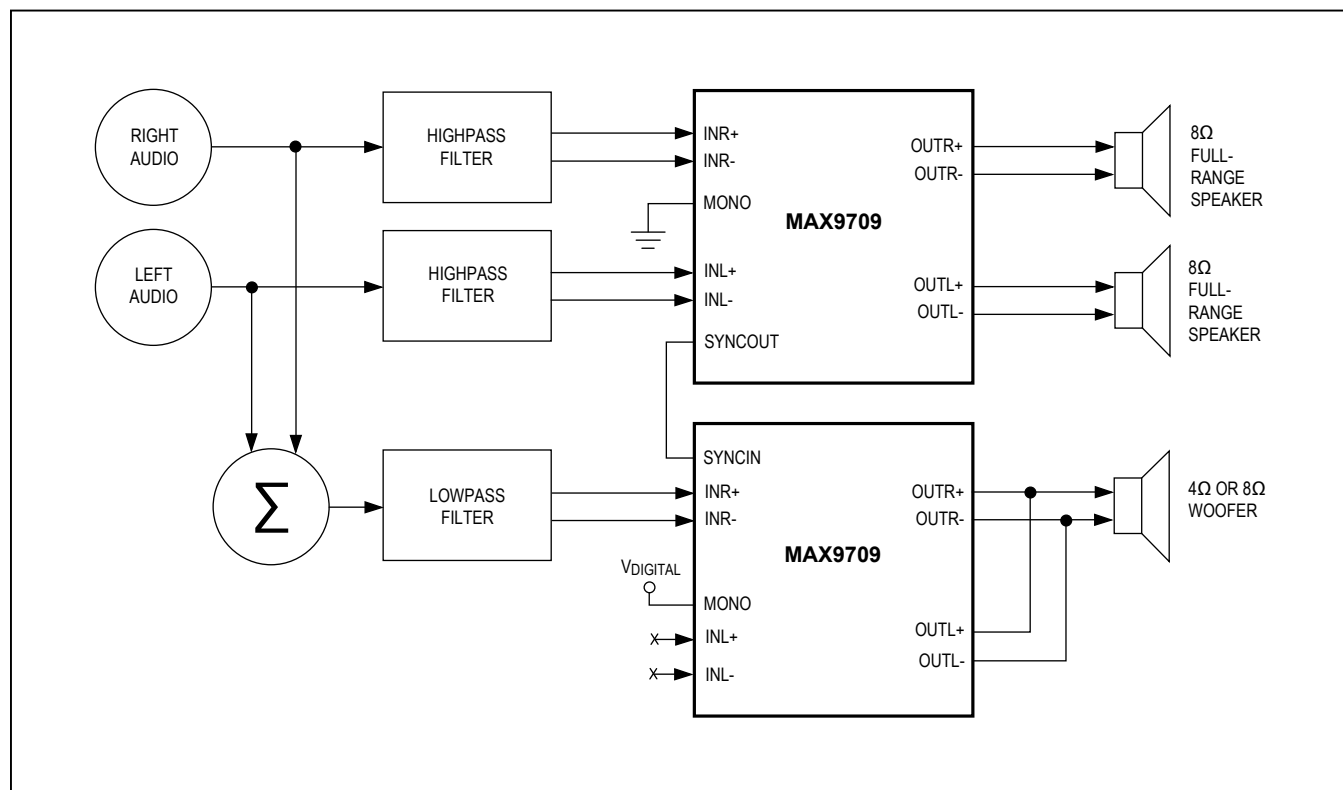 RIGHT
AUDIO
HIGHPASS
FILTER
INR+
INR-
MONO
MAX9709
OUTR+
OUTR-
8Ω
FULL-
RANGE
SPEAKER
LEFT
AUDIO
HIGHPASS
FILTER
INL+
INL-
SYNCOUT
OUTL+
OUTL-
8Ω
FULL-
RANGE
SPEAKER
Σ
LOWPASS
FILTER
SYNCIN
INR+
INR-
VDIGITAL
MONO
INL+
INL-
MAX9709
OUTR+
OUTR-
OUTL+
OUTL-
4Ω OR 8Ω
WOOFER